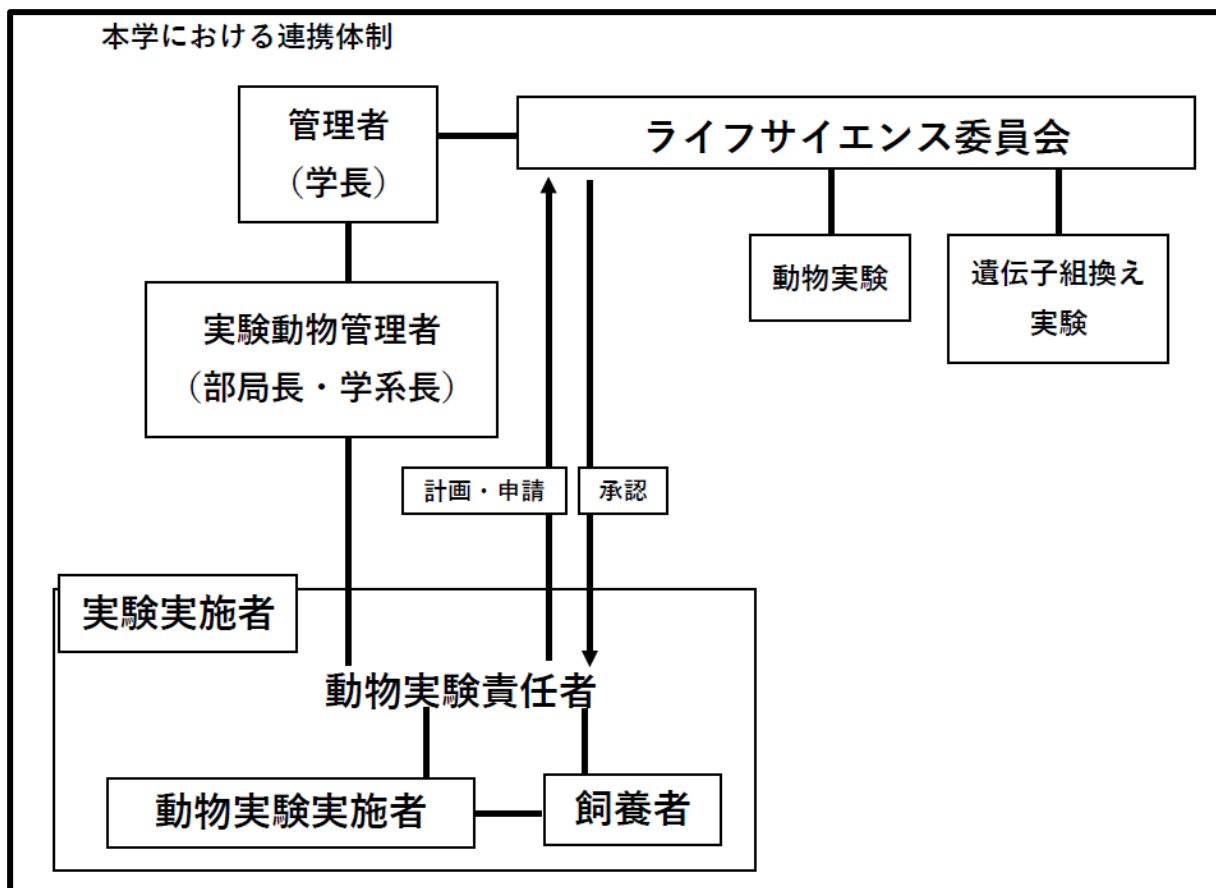 本学における連携体制
管理者
（学長）
ライフサイエンス委員会
動物実験
遺伝子組換え
実験
実験動物管理者
（部局長・学系長）
計画・申請
承認
実験実施者
動物実験責任者
動物実験実施者
飼養者